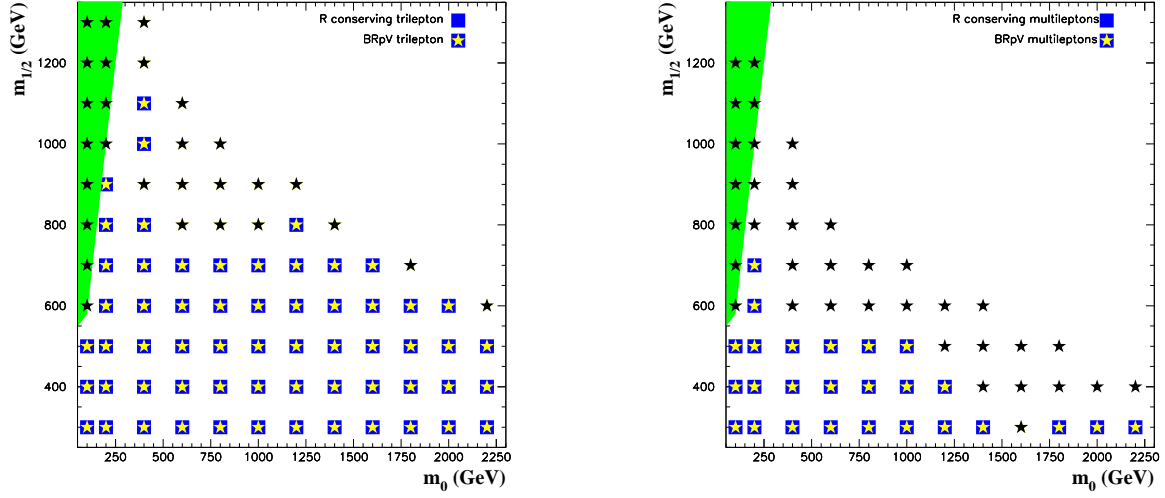 m1/2 (GeV)
R conserving trilepton
BRpV trilepton
1200
1000
800
600
400
250 500 750 1000 1250 1500 1750 2000 2250
m0 (GeV)
m1/2 (GeV)
R conserving multileptons
BRpV multileptons
1200
1000
800
600
400
250 500 750 1000 1250 1500 1750 2000 2250
m0 (GeV)